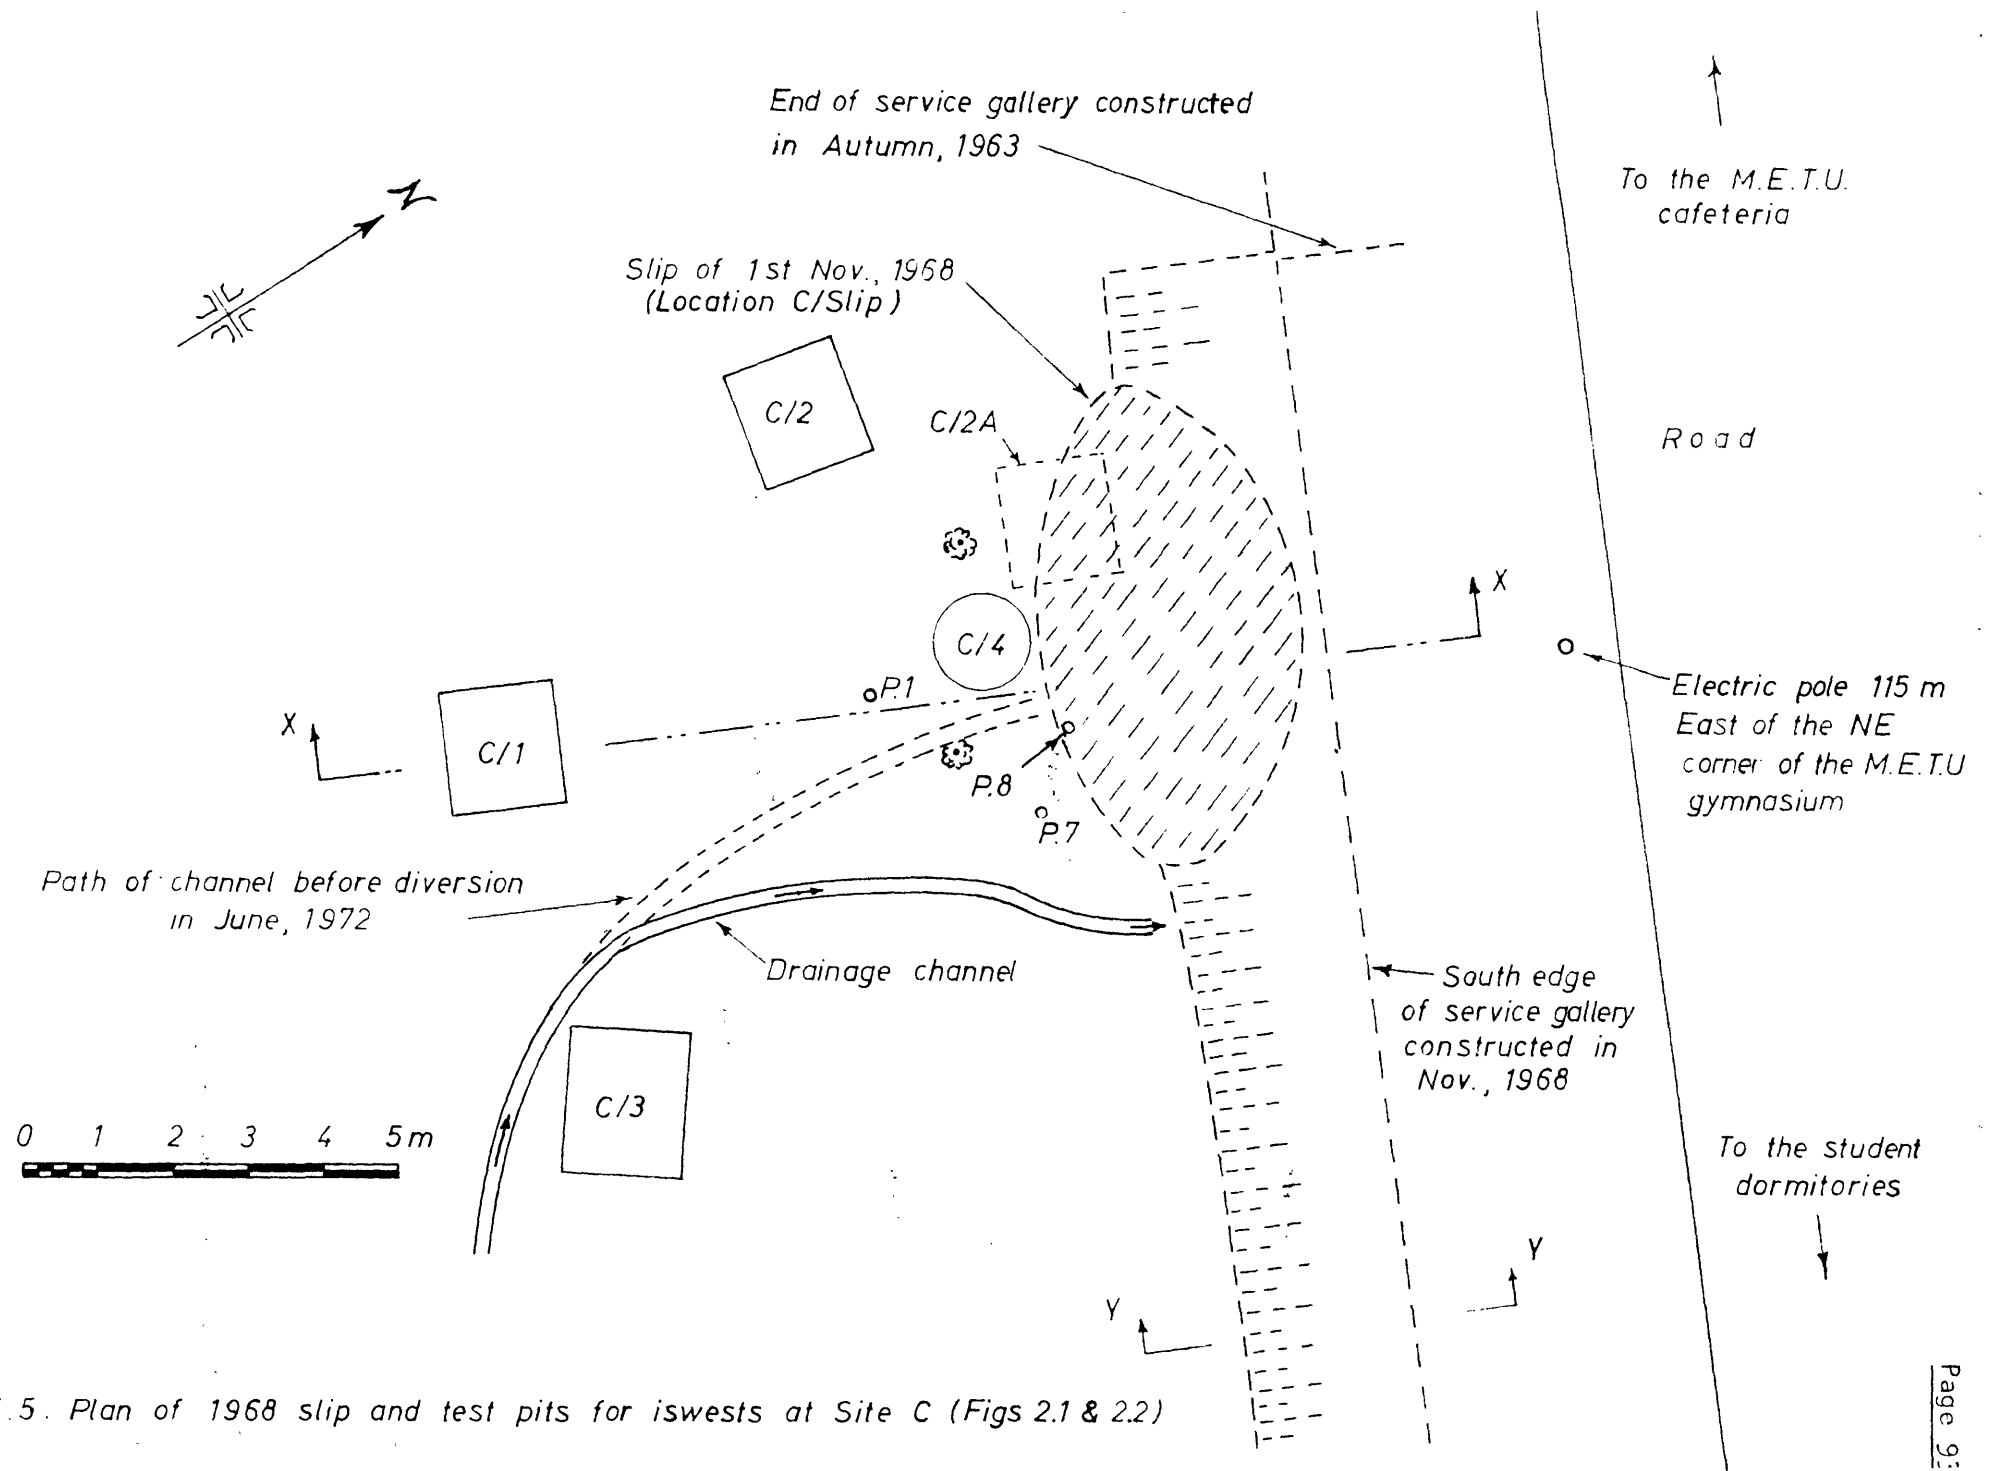 End of service gallery constructed
in Autumn, 1963
To the M.E.T.U.
cafeteria
N
Slip of 1st Nov., 1968
(Location C/Slip)
C/2
C/2A
Road
X
C/4
P.1
Electric pole 115 m
East of the NE
corner of the M.E.T.U
gymnasium
X
C/1
P.8
P.7
Path of channel before diversion
in June, 1972
Drainage channel
South edge
of service gallery
constructed in
Nov., 1968
C/3
0 1 2 3 4 5m
To the student
dormitories
Y
Y
.5. Plan of 1968 slip and test pits for iswests at Site C (Figs 2.1 & 2.2)
Page